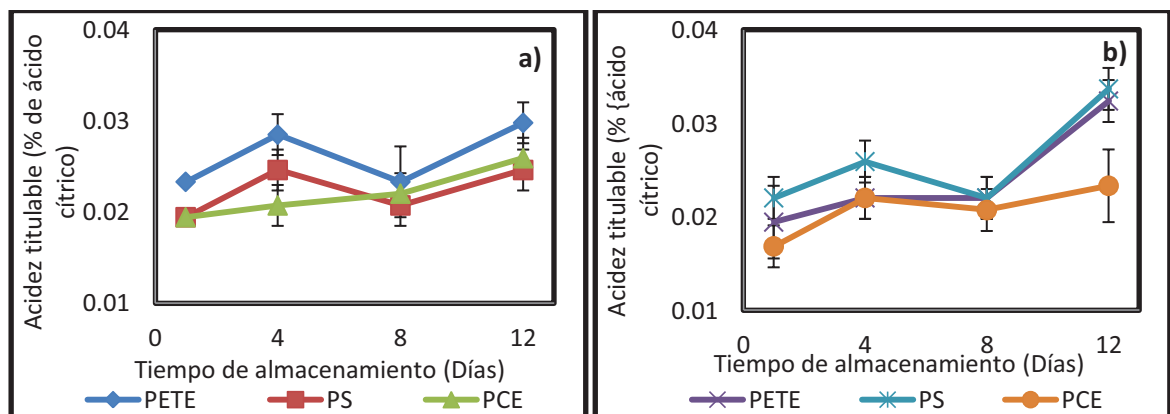 Acidez titulable (% de ácido
cítrico)
0.04
0.03
0.02
0.01
a)
0
4
8
12
Tiempo de almacenamiento (Días)
PETE
PS
PCE
Acidez titulable (% {ácido
cítrico)
0.04
0.03
0.02
0.01
b)
0
4
8
12
Tiempo de almacenamiento (Días)
PETE
PS
PCE